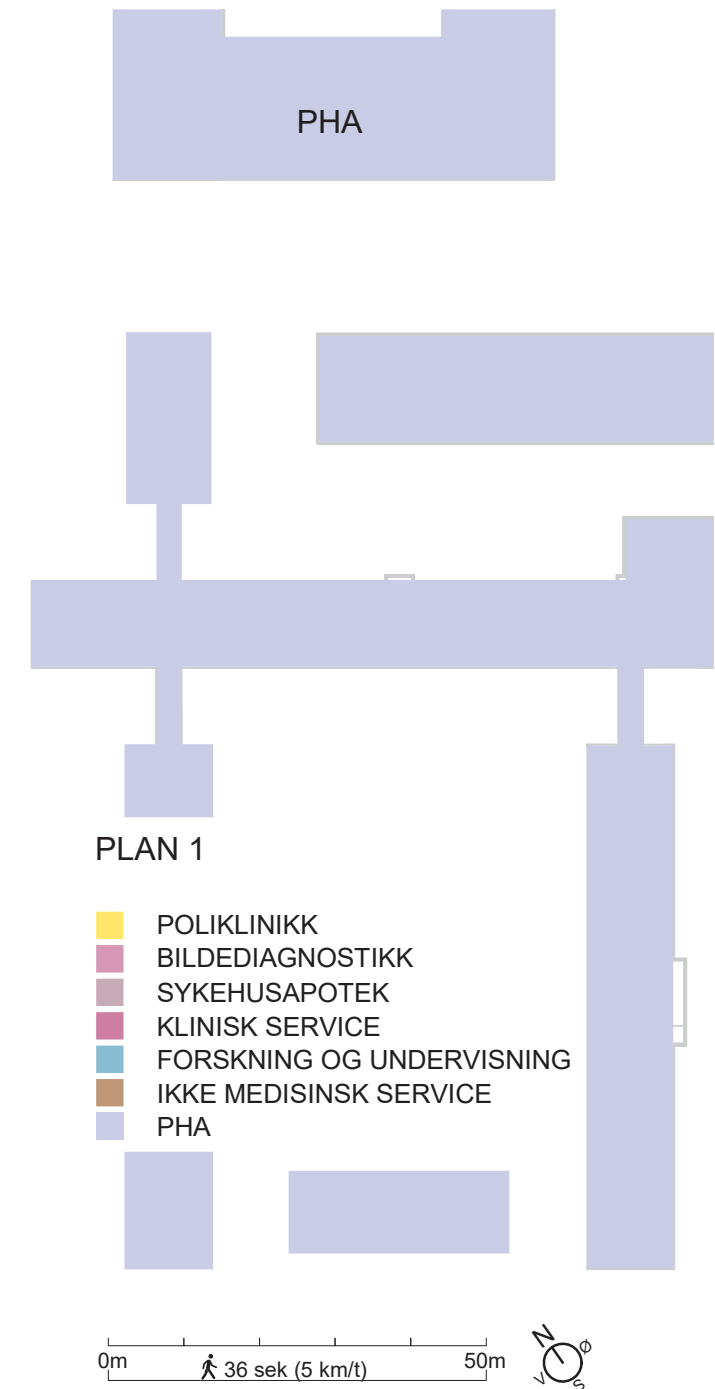 PHA
PLAN 1
POLIKLINIKK
BILDEDIAGNOSTIKK
SYKEHUSAPOTEK
KLINISK SERVICE
FORSKNING OG UNDERVISNING
IKKE MEDISINSK SERVICE
PHA
0m
36 sek (5 km/t)
50m
N
Ø
V
S